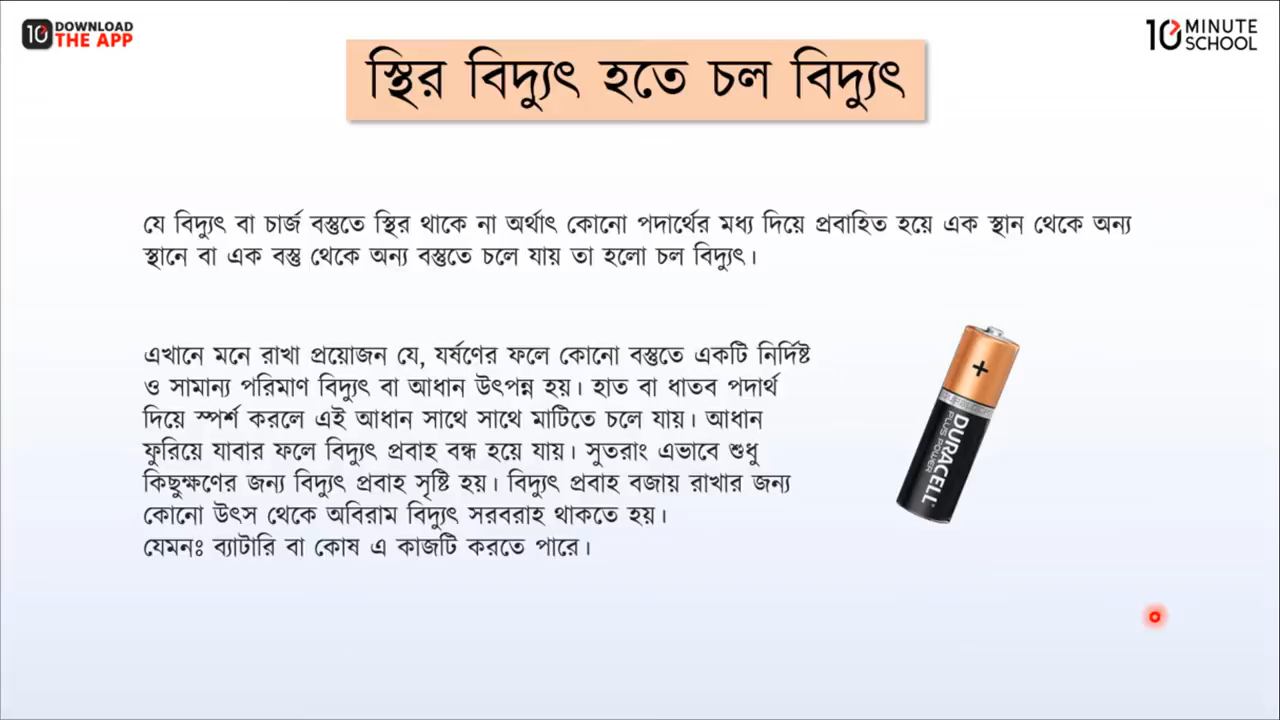 DOWNLOAD
THE APP
10 MINUTE
SCHOOL
স্থির বিদ্যুৎ হতে চল বিদ্যুৎ
যে বিদ্যুৎ বা চার্জ বস্তুতে স্থির থাকে না অর্থাৎ কোনো পদার্থের মধ্য দিয়ে প্রবাহিত হয়ে এক স্থান থেকে অন্য
স্থানে বা এক বস্তু থেকে অন্য বস্তুতে চলে যায় তা হলো চল বিদ্যুৎ।
এখানে মনে রাখা প্রয়োজন যে, যর্ষণের ফলে কোনো বস্তুতে একটি নির্দিষ্ট
ও সামান্য পরিমাণ বিদ্যুৎ বা আধান উৎপন্ন হয়। হাত বা ধাতব পদার্থ
দিয়ে স্পর্শ করলে এই আধান সাথে সাথে মাটিতে চলে যায়। আধান
ফুরিয়ে যাবার ফলে বিদ্যুৎ প্রবাহ বন্ধ হয়ে যায়। সুতরাং এভাবে শুধু
কিছুক্ষণের জন্য বিদ্যুৎ প্রবাহ সৃষ্টি হয়। বিদ্যুৎ প্রবাহ বজায় রাখার জন্য
কোনো উৎস থেকে অবিরাম বিদ্যুৎ সরবরাহ থাকতে হয়।
যেমনঃ ব্যাটারি বা কোষ এ কাজটি করতে পারে।
+
DURACELL
PLUS POWER